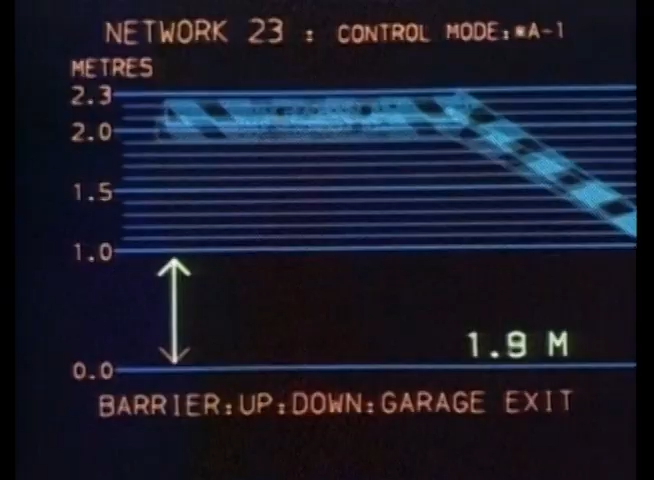 NETWORK 23 : CONTROL MODE:*A-1
METRES
2.3
2.0
1.5
1.0
1.9 M
0.0
BARRIER:UP:DOWN:GARAGE EXIT